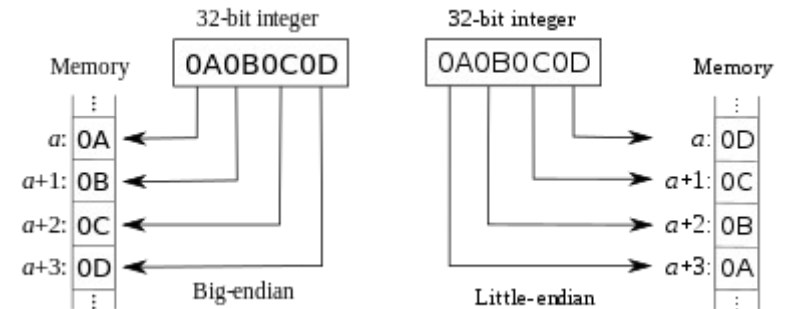 32-bit integer
0A0B0C0D
Memory
⋮
a: 0A
a+1: 0B
a+2: 0C
a+3: 0D
⋮
Big-endian
32-bit integer
0A0B0C0D
Memory
⋮
a: 0D
a+1: 0C
a+2: 0B
a+3: 0A
⋮
Little-endian